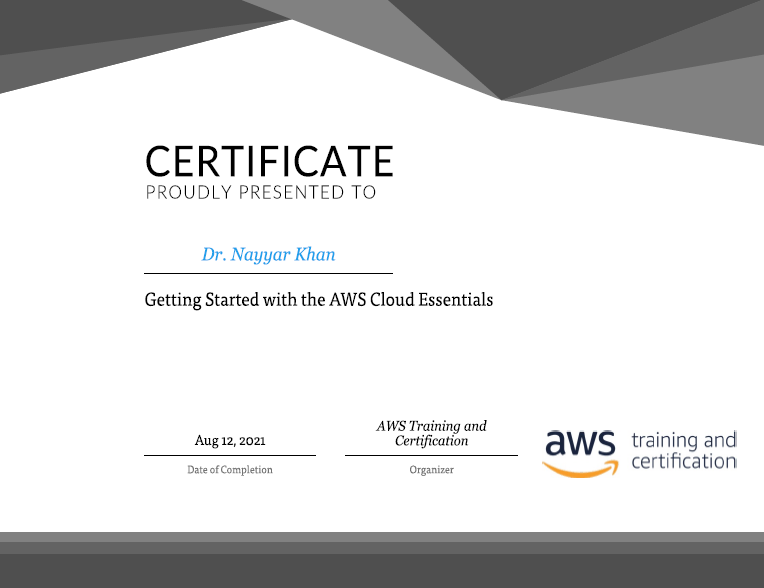 CERTIFICATE
PROUDLY PRESENTED TO
Dr. Nayyar Khan
Getting Started with the AWS Cloud Essentials
Aug 12, 2021
Date of Completion
AWS Training and
Certification
Organizer
aws training and
certification